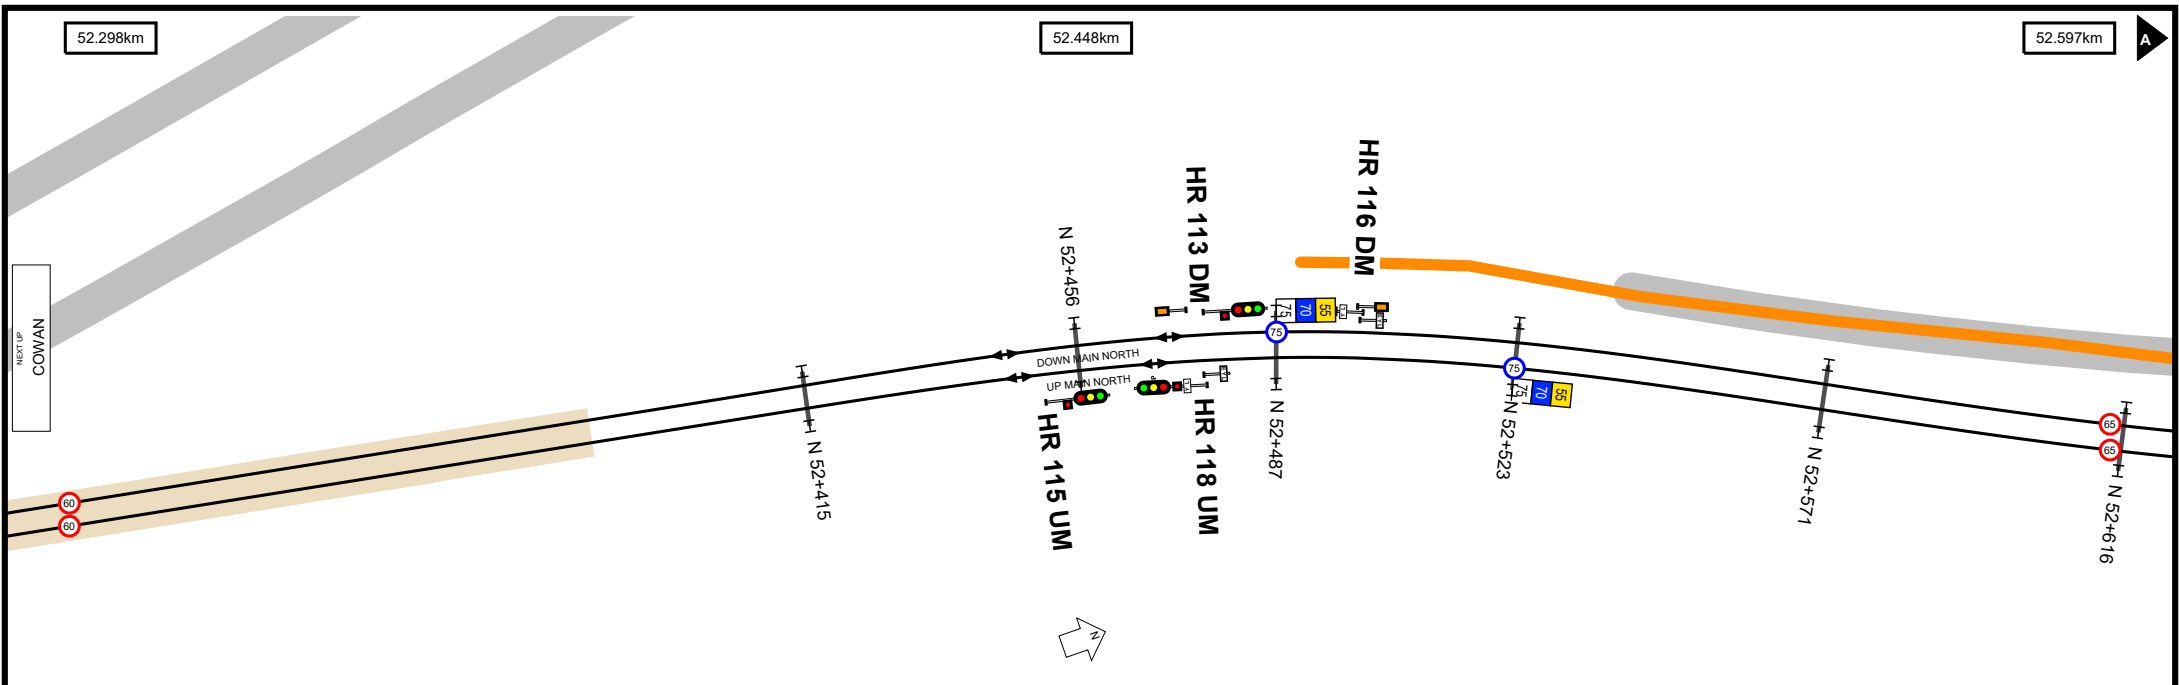 52.298km
52.448km
52.597km
A
NEXT UP
COWAN
N 52+456
HR 113 DM
HR 116 DM
75
70
55
75
DOWN MAIN NORTH
UP MAIN NORTH
75
75
70
55
HR 115 UM
HR 118 UM
N 52+415
N 52+487
N 52+523
N 52+571
N 52+616
65
65
60
60
N